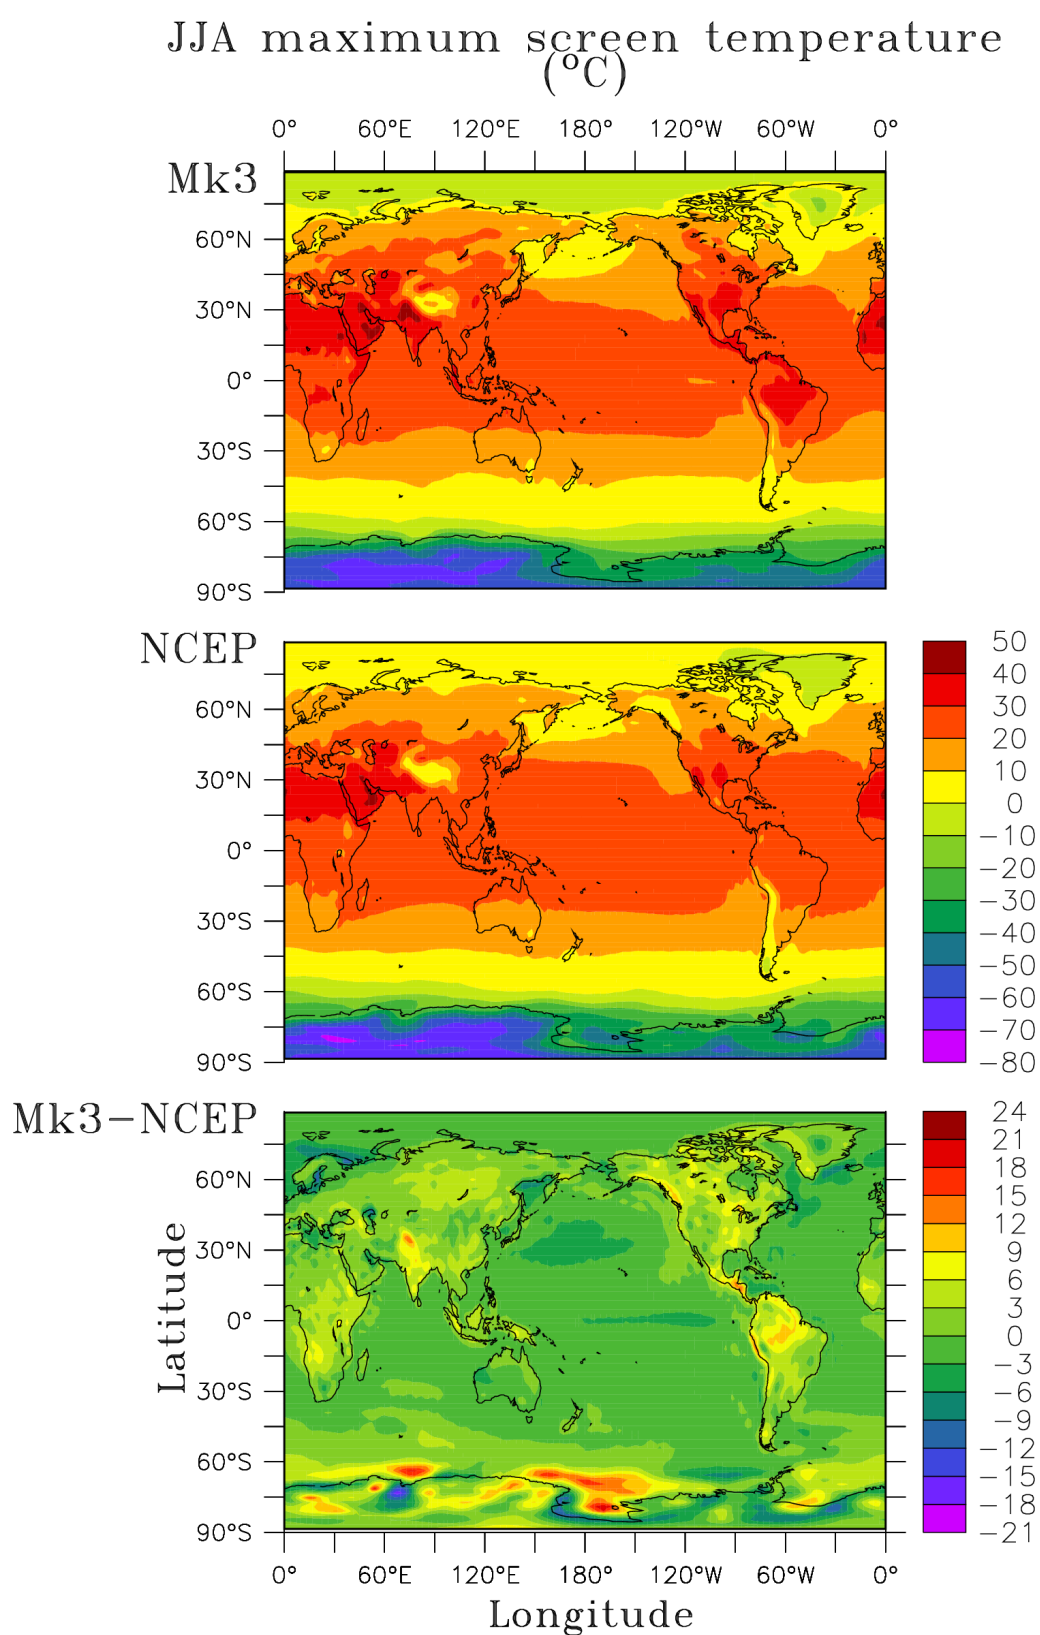 JJA maximum screen temperature
(°C)
0° 60°E 120°E 180° 120°W 60°W 0°
Mk3
60°N
30°N
0°
30°S
60°S
90°S
NCEP
60°N
30°N
0°
30°S
60°S
90°S
50
40
30
20
10
0
−10
−20
−30
−40
−50
−60
−70
−80
Mk3−NCEP
60°N
30°N
0°
30°S
60°S
90°S
Latitude
24
21
18
15
12
9
6
3
0
−3
−6
−9
−12
−15
−18
−21
0° 60°E 120°E 180° 120°W 60°W 0°
Longitude